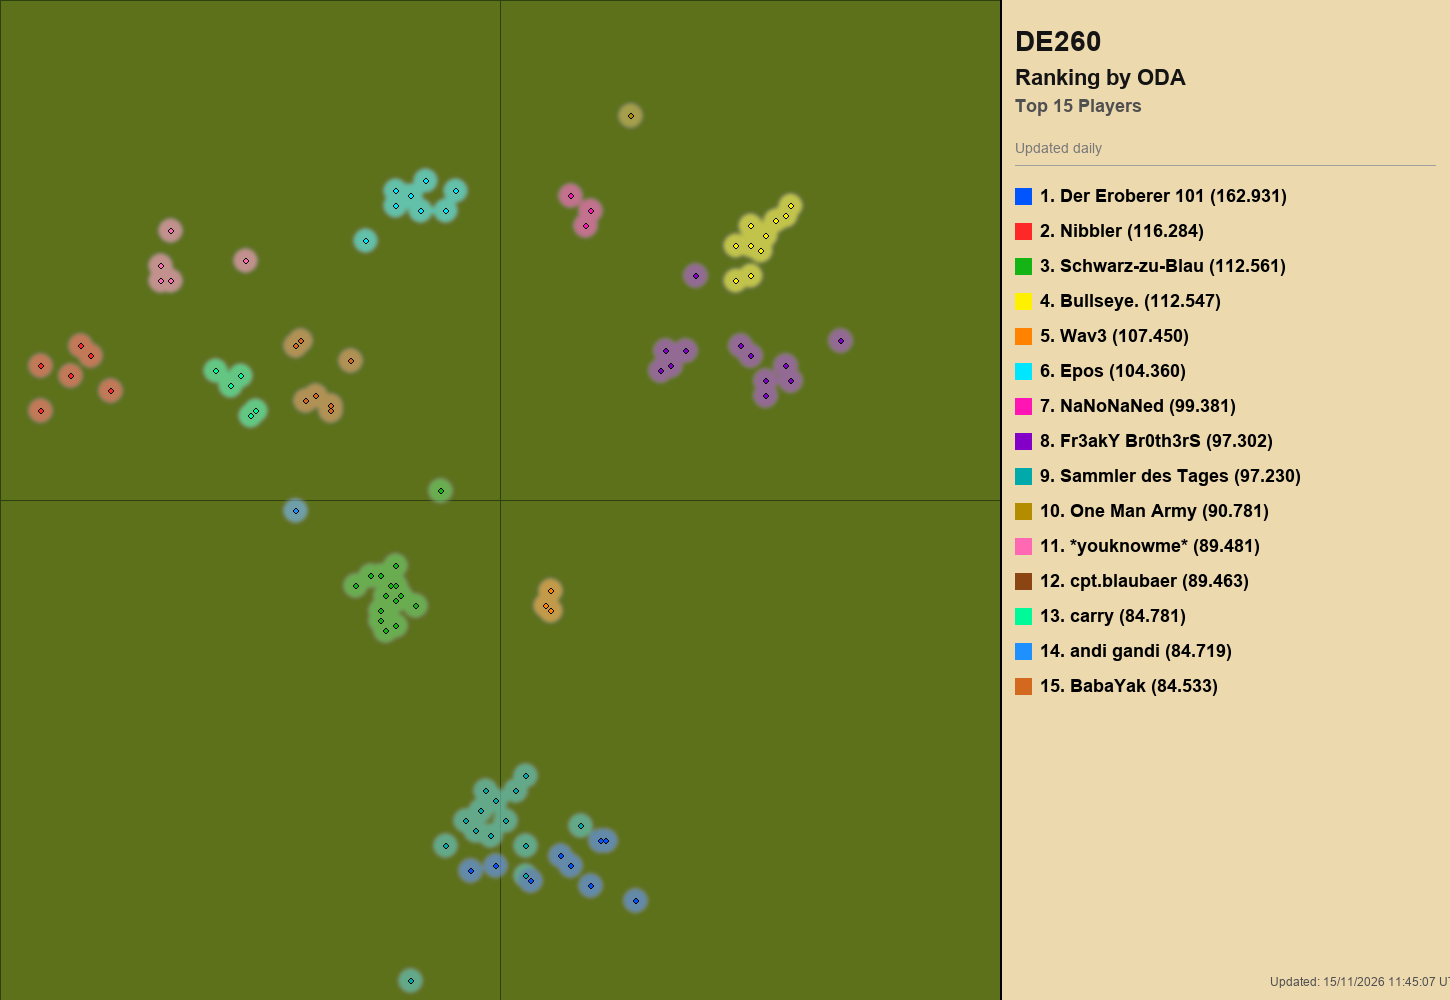 DE260
Ranking by ODA
Top 15 Players
Updated daily
1. Der Eroberer 101 (162.931)
2. Nibbler (116.284)
3. Schwarz-zu-Blau (112.561)
4. Bullseye. (112.547)
5. Wav3 (107.450)
6. Epos (104.360)
7. NaNoNaNed (99.381)
8. Fr3akY Br0th3rS (97.302)
9. Sammler des Tages (97.230)
10. One Man Army (90.781)
11. *youknowme* (89.481)
12. cpt.blaubaer (89.463)
13. carry (84.781)
14. andi gandi (84.719)
15. BabaYak (84.533)
Updated: 15/11/2026 11:45:07 U